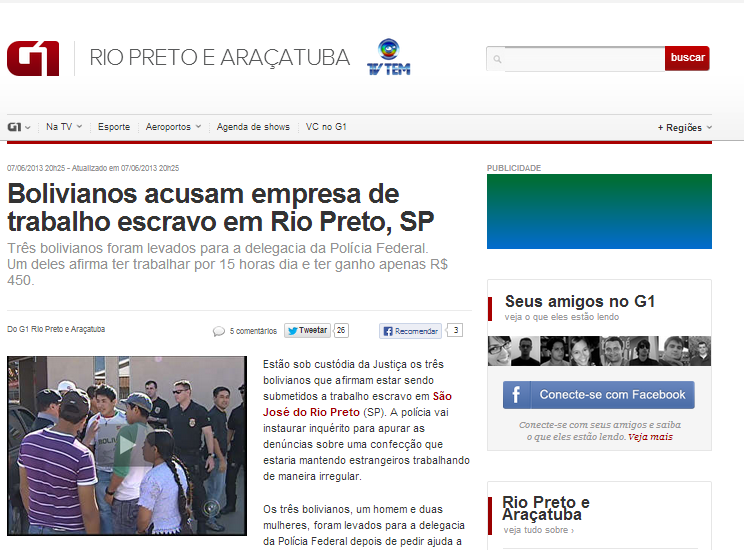 G1
RIO PRETO E ARAÇATUBA
TV TEM
buscar
G1
Na TV
Esporte
Aeroportos
Agenda de shows
VC no G1
+ Regiões
07/06/2013 20h25 - Atualizado em 07/06/2013 20h25
Bolivianos acusam empresa de
trabalho escravo em Rio Preto, SP
Três bolivianos foram levados para a delegacia da Polícia Federal.
Um deles afirma ter trabalhar por 15 horas dia e ter ganho apenas R$
450.
Do G1 Rio Preto e Araçatuba
5 comentários
Tweetar
26
Recomendar
3
BOLIVIA
Estão sob custódia da Justiça os três
bolivianos que afirmam estar sendo
submetidos a trabalho escravo em São
José do Rio Preto (SP). A polícia vai
instaurar inquérito para apurar as
denúncias sobre uma confecção que
estaria mantendo estrangeiros trabalhando
de maneira irregular.
Os três bolivianos, um homem e duas
mulheres, foram levados para a delegacia
da Polícia Federal depois de pedir ajuda a
PUBLICIDADE
Seus amigos no G1
veja o que eles estão lendo
f Conecte-se com Facebook
Conecte-se com seus amigos e saiba
o que eles estão lendo. Veja mais
Rio Preto e
Araçatuba
veja tudo sobre ›